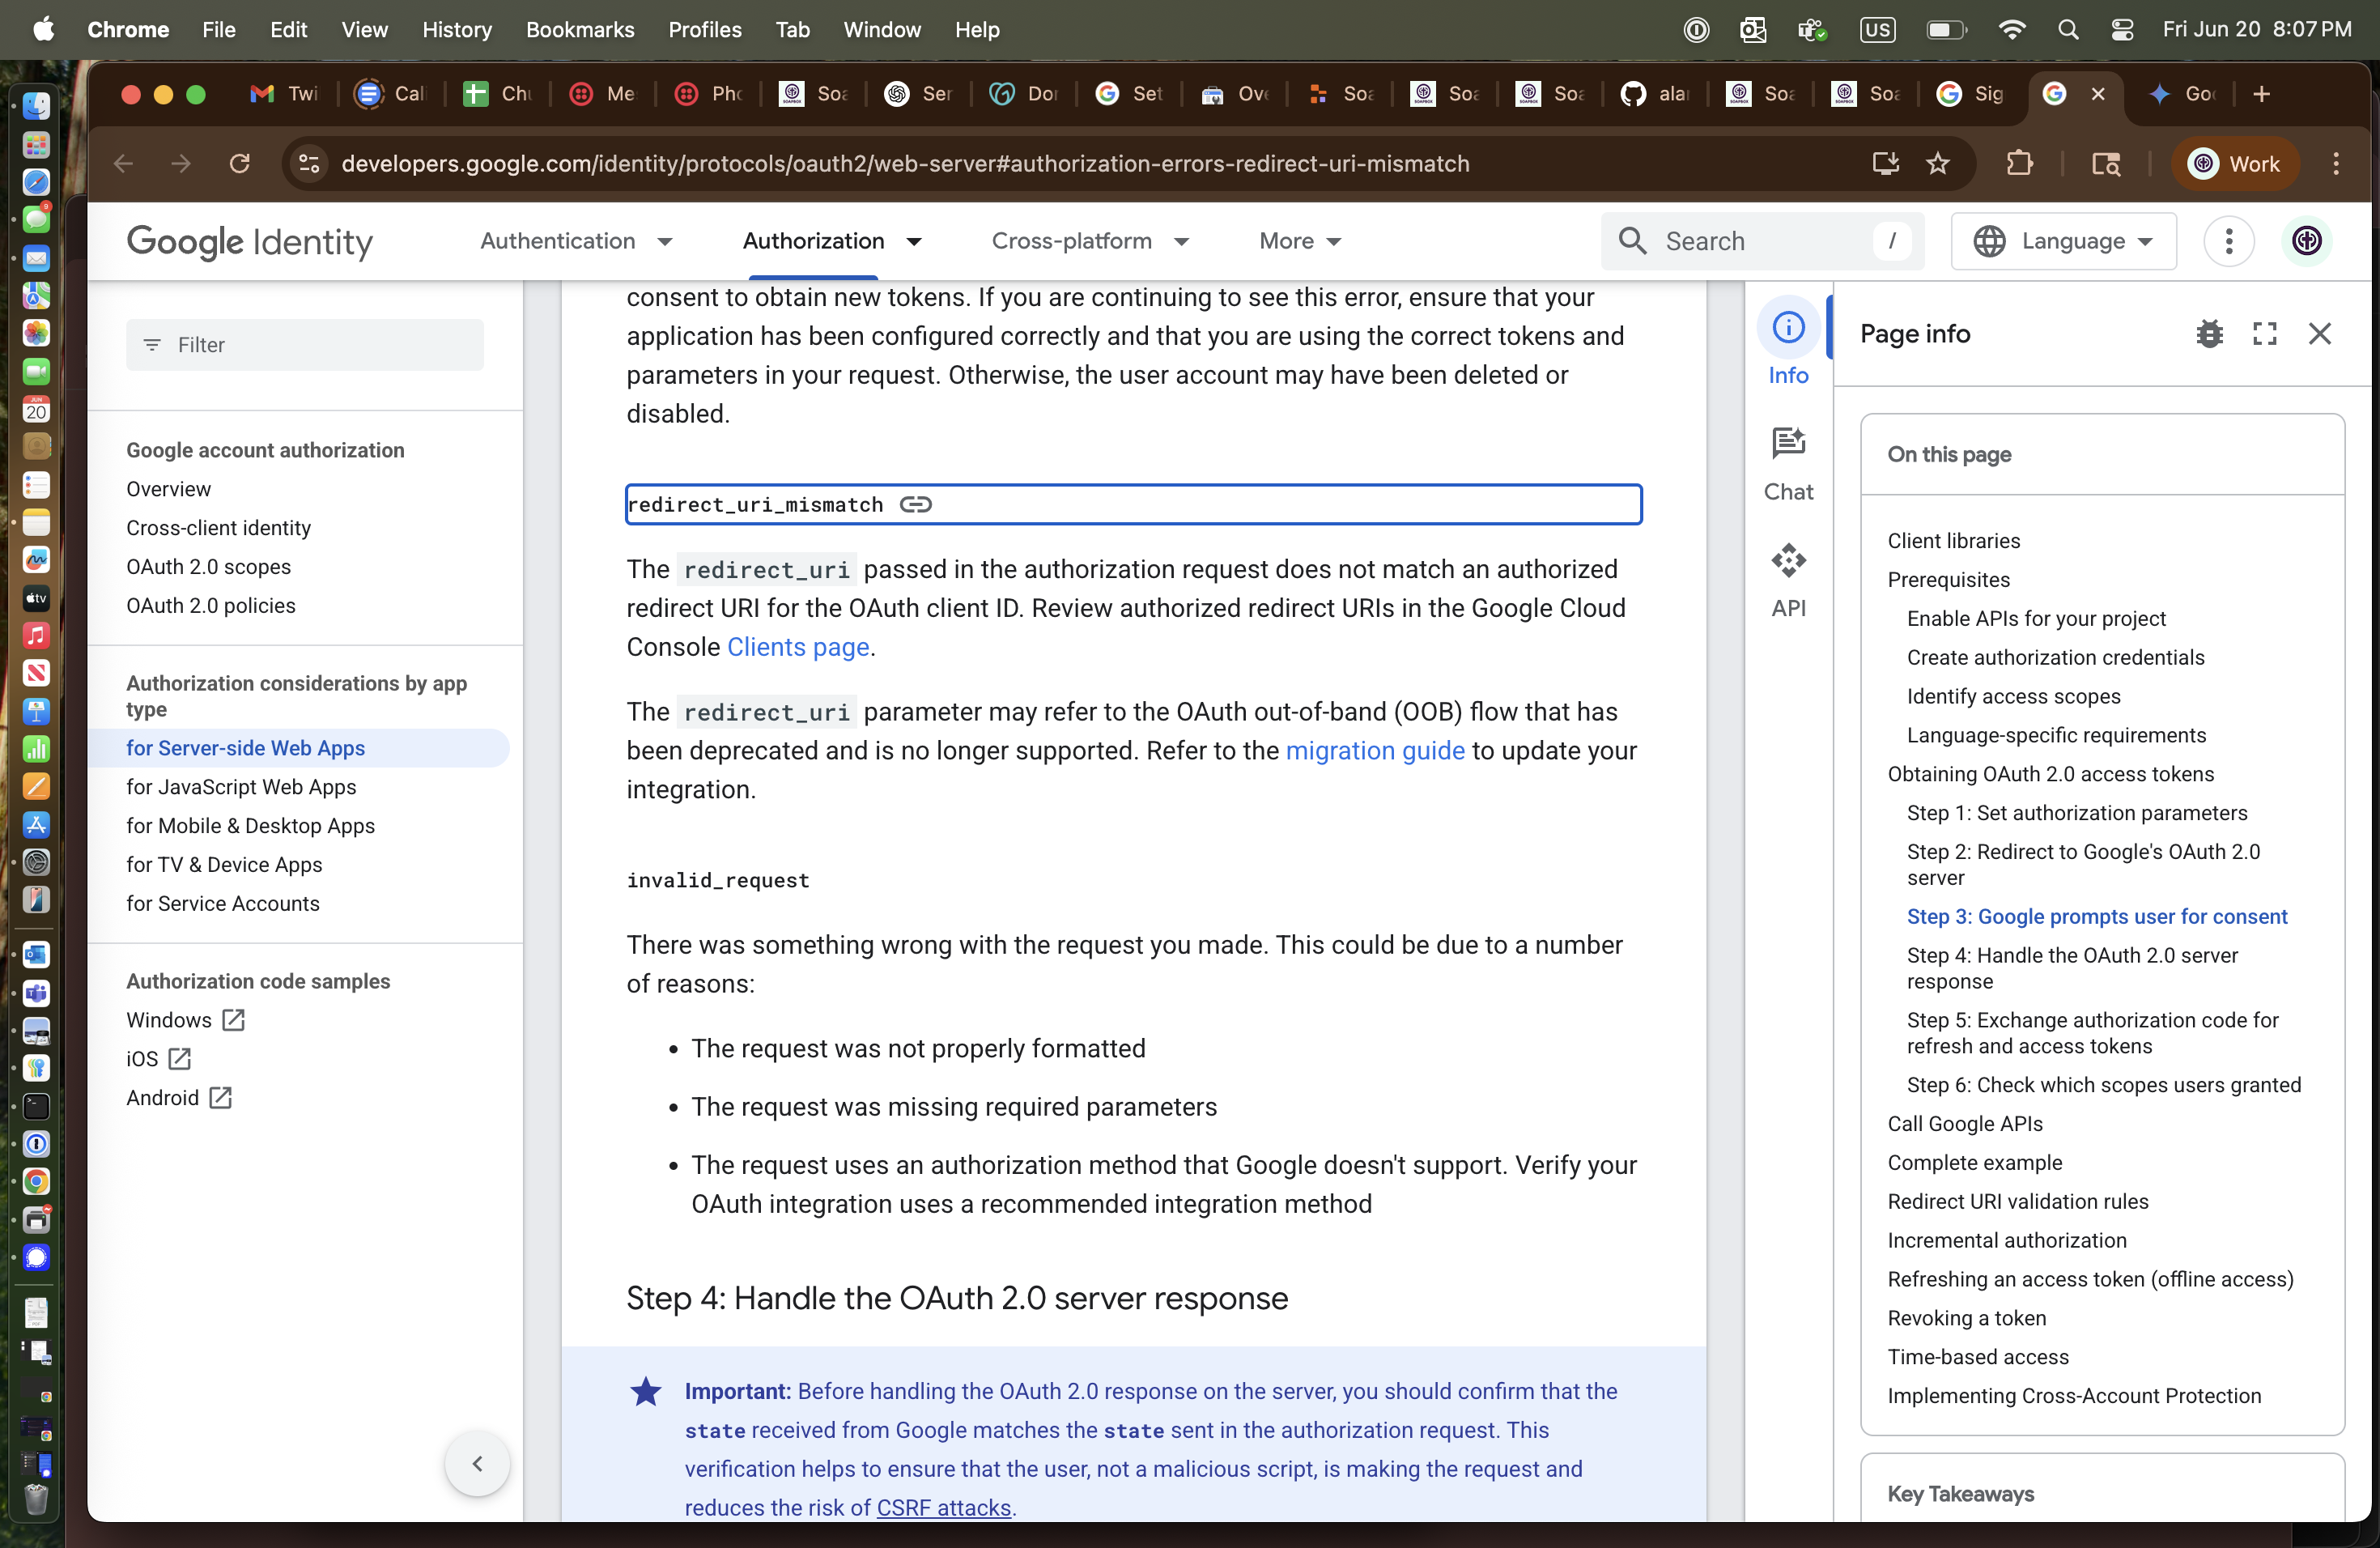 Chrome File Edit View History Bookmarks Profiles Tab Window Help US Fri Jun 20 8:07 PM
Twi Cal Chu Me Pho Soa Ser Dor Set Ove Soa Soa Soa alar Soa Soa Sig Goo
developers.google.com/identity/protocols/oauth2/web-server#authorization-errors-redirect-uri-mismatch Work
Google Identity Authentication Authorization Cross-platform More Search / Language
Filter
Google account authorization
Overview
Cross-client identity
OAuth 2.0 scopes
OAuth 2.0 policies
Authorization considerations by app
type
for Server-side Web Apps
for JavaScript Web Apps
for Mobile & Desktop Apps
for TV & Device Apps
for Service Accounts
Authorization code samples
Windows
iOS
Android
consent to obtain new tokens. If you are continuing to see this error, ensure that your
application has been configured correctly and that you are using the correct tokens and
parameters in your request. Otherwise, the user account may have been deleted or
disabled.
redirect_uri_mismatch
The redirect_uri passed in the authorization request does not match an authorized
redirect URI for the OAuth client ID. Review authorized redirect URIs in the Google Cloud
Console Clients page.
The redirect_uri parameter may refer to the OAuth out-of-band (OOB) flow that has
been deprecated and is no longer supported. Refer to the migration guide to update your
integration.
invalid_request
There was something wrong with the request you made. This could be due to a number
of reasons:
• The request was not properly formatted
• The request was missing required parameters
• The request uses an authorization method that Google doesn't support. Verify your
OAuth integration uses a recommended integration method
Step 4: Handle the OAuth 2.0 server response
Important: Before handling the OAuth 2.0 response on the server, you should confirm that the
state received from Google matches the state sent in the authorization request. This
verification helps to ensure that the user, not a malicious script, is making the request and
reduces the risk of CSRF attacks.
Info
Chat
API
Page info
On this page
Client libraries
Prerequisites
Enable APIs for your project
Create authorization credentials
Identify access scopes
Language-specific requirements
Obtaining OAuth 2.0 access tokens
Step 1: Set authorization parameters
Step 2: Redirect to Google's OAuth 2.0
server
Step 3: Google prompts user for consent
Step 4: Handle the OAuth 2.0 server
response
Step 5: Exchange authorization code for
refresh and access tokens
Step 6: Check which scopes users granted
Call Google APIs
Complete example
Redirect URI validation rules
Incremental authorization
Refreshing an access token (offline access)
Revoking a token
Time-based access
Implementing Cross-Account Protection
Key Takeaways
9
JUN
20
tv